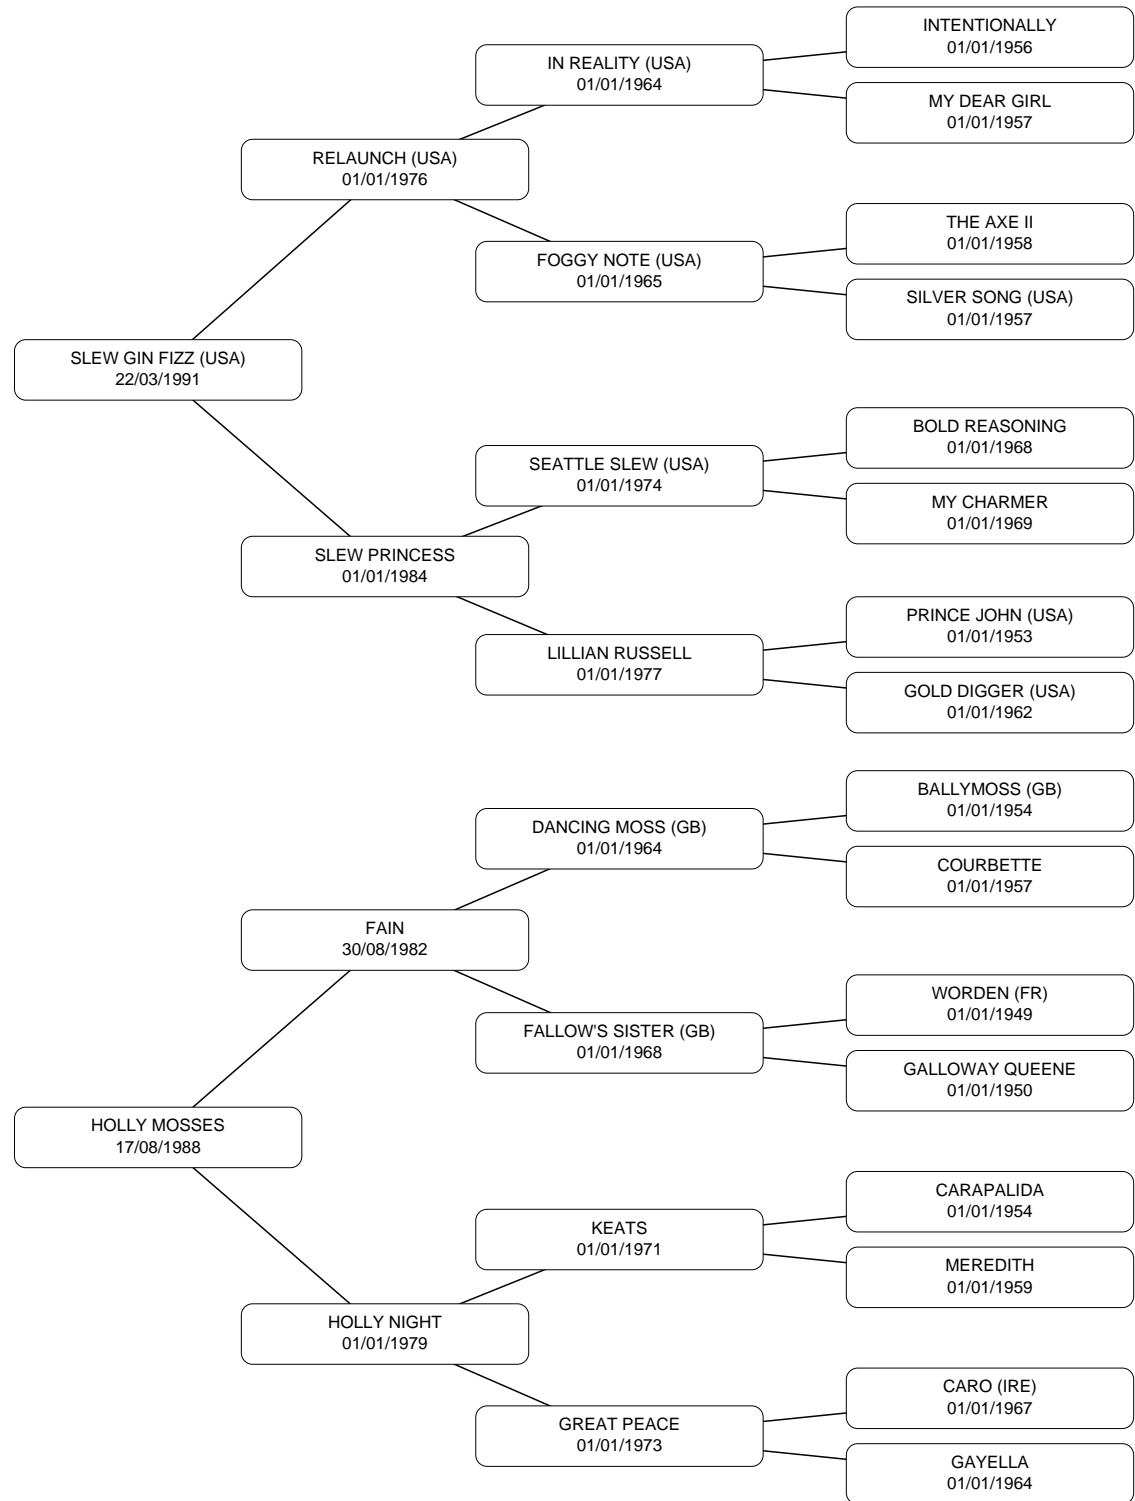 INTENTIONALLY
01/01/1956
IN REALITY (USA)
01/01/1964
MY DEAR GIRL
01/01/1957
RELAUNCH (USA)
01/01/1976
THE AXE II
01/01/1958
FOGGY NOTE (USA)
01/01/1965
SILVER SONG (USA)
01/01/1957
SLEW GIN FIZZ (USA)
22/03/1991
BOLD REASONING
01/01/1968
SEATTLE SLEW (USA)
01/01/1974
MY CHARMER
01/01/1969
SLEW PRINCESS
01/01/1984
PRINCE JOHN (USA)
01/01/1953
LILLIAN RUSSELL
01/01/1977
GOLD DIGGER (USA)
01/01/1962
BALLYMOSS (GB)
01/01/1954
DANCING MOSS (GB)
01/01/1964
COURBETTE
01/01/1957
FAIN
30/08/1982
WORDEN (FR)
01/01/1949
FALLOW'S SISTER (GB)
01/01/1968
GALLOWAY QUEENE
01/01/1950
HOLLY MOSSES
17/08/1988
CARAPALIDA
01/01/1954
KEATS
01/01/1971
MEREDITH
01/01/1959
HOLLY NIGHT
01/01/1979
CARO (IRE)
01/01/1967
GREAT PEACE
01/01/1973
GAYELLA
01/01/1964